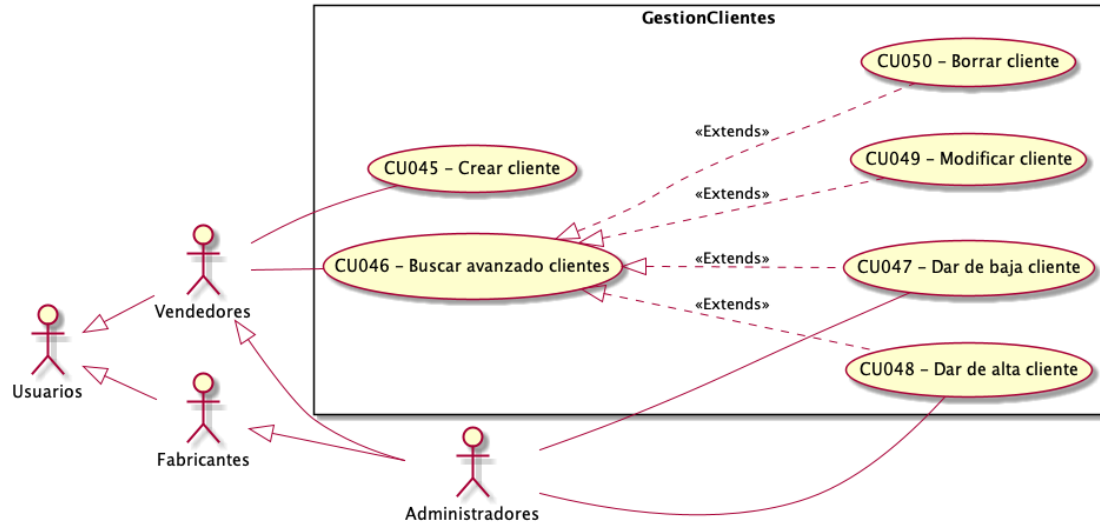 GestionClientes
CU050 – Borrar cliente
«Extends»
CU049 – Modificar cliente
CU045 – Crear cliente
«Extends»
CU046 – Buscar avanzado clientes
«Extends»
CU047 – Dar de baja cliente
Vendedores
«Extends»
CU048 – Dar de alta cliente
Usuarios
Fabricantes
Administradores